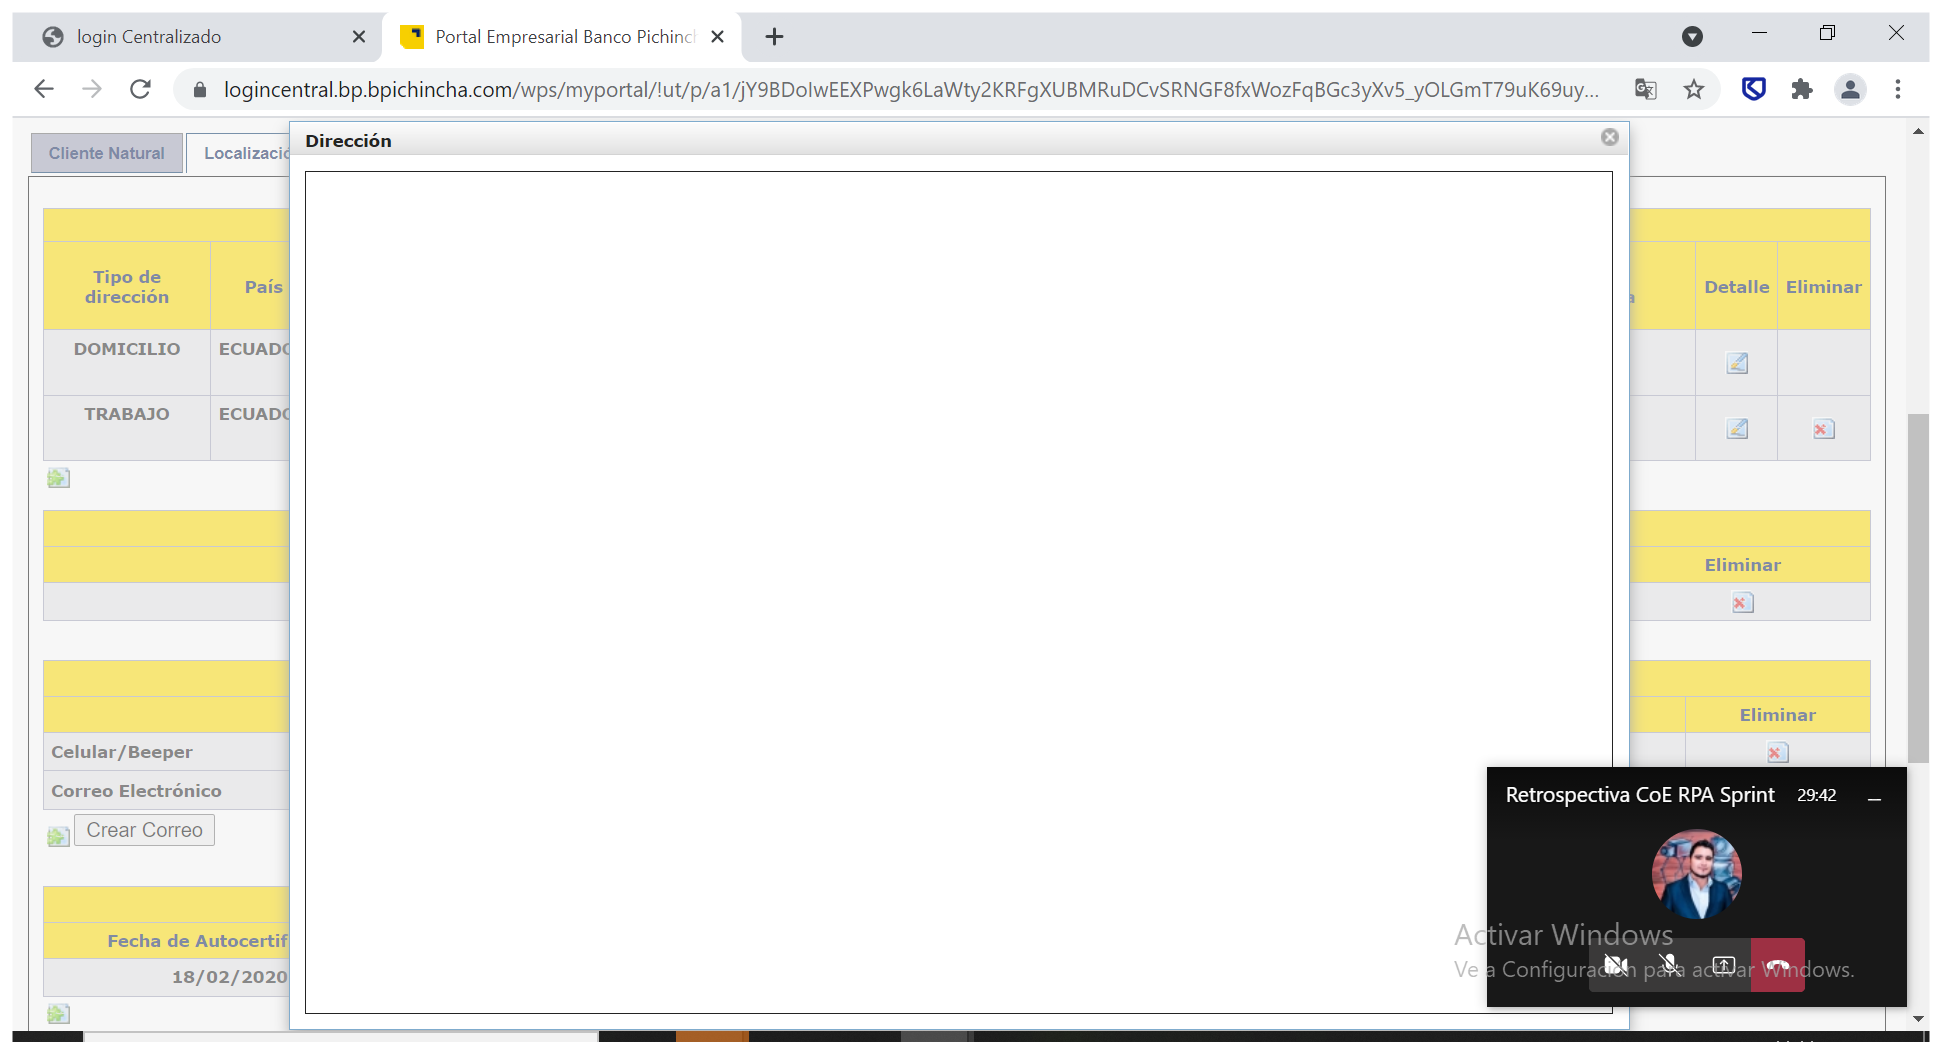 login Centralizado
Portal Empresarial Banco Pichinch
logincentral.bp.bpichincha.com/wps/myportal/!ut/p/a1/jY9BDoIwEEXPwgk6LaWty2KRFgXUBMRuDCvSRNGF8fxWozFqBGc3yXv5_yOLGmT79uK69uy...
Cliente Natural
Localizació
Dirección
Tipo de
dirección
País
Detalle
Eliminar
DOMICILIO
ECUADO
TRABAJO
ECUADO
Eliminar
Eliminar
Celular/Beeper
Correo Electrónico
Crear Correo
Fecha de Autocertif
18/02/2020
Retrospectiva CoE RPA Sprint
29:42
Activar Windows
Ve a Configuración para activar Windows.